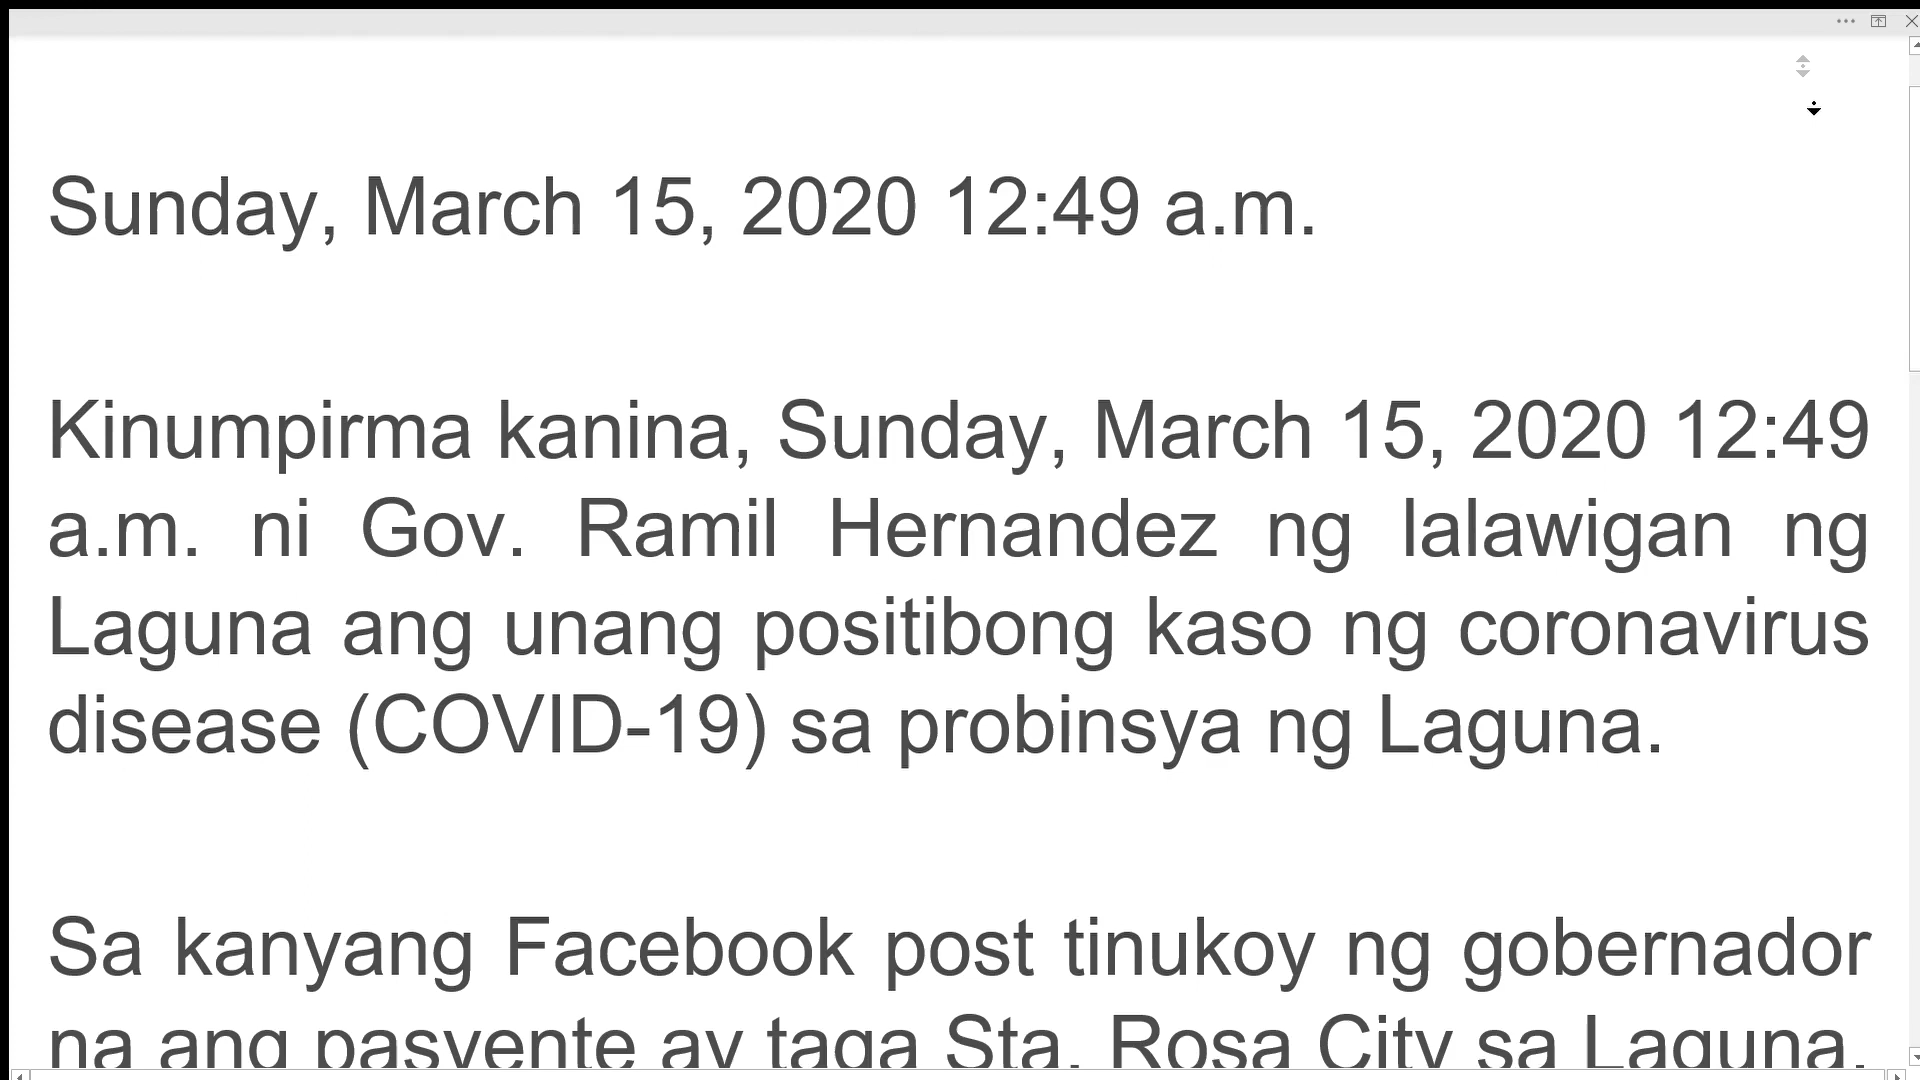 Sunday, March 15, 2020 12:49 a.m.
Kinumpirma kanina, Sunday, March 15, 2020 12:49
a.m. ni Gov. Ramil Hernandez ng lalawigan ng
Laguna ang unang positibong kaso ng coronavirus
disease (COVID-19) sa probinsya ng Laguna.
Sa kanyang Facebook post tinukoy ng gobernador
na ang pasyente ay taga Sta. Rosa City sa Laguna.